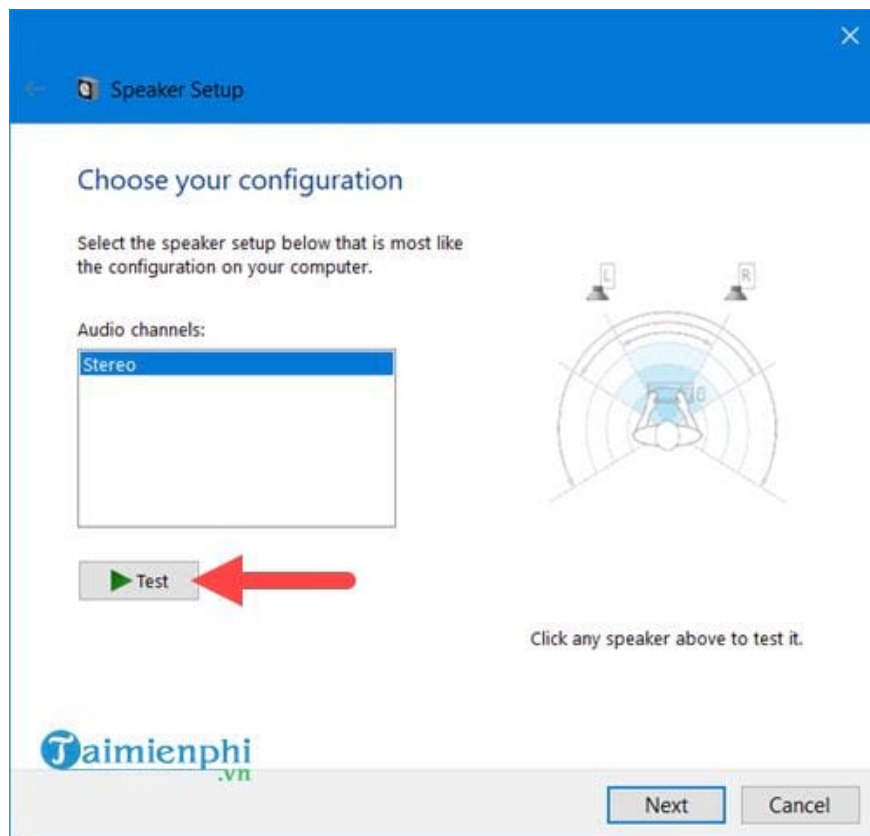 Speaker Setup
Choose your configuration
Select the speaker setup below that is most like
the configuration on your computer.
Audio channels:
Stereo
L
R
Test
Click any speaker above to test it.
Taimienphi
.vn
Next
Cancel